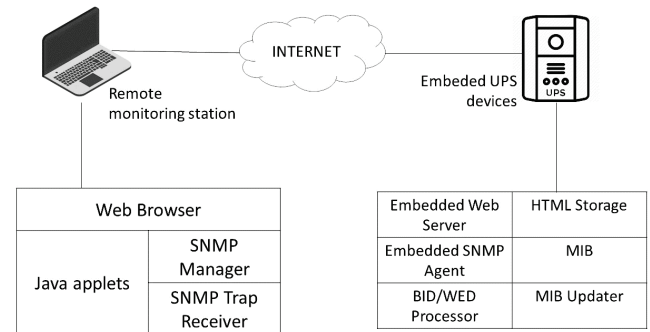 INTERNET
Remote
monitoring station
Embeded UPS
devices
UPS
Web Browser
Java applets
SNMP
Manager
SNMP Trap
Receiver
Embedded Web
Server
HTML Storage
Embedded SNMP
Agent
MIB
BID/WED
Processor
MIB Updater